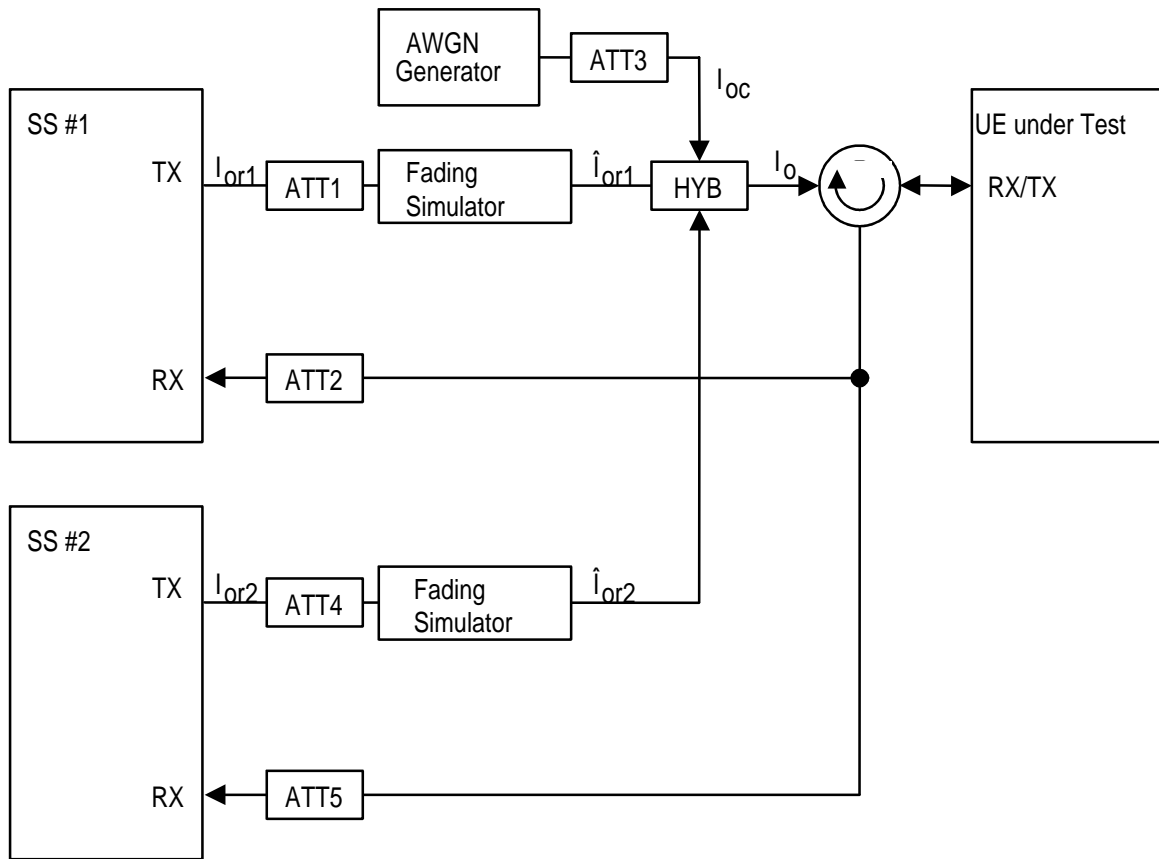 AWGN
Generator
ATT3
I_oc
SS #1
TX
I_or1
ATT1
Fading
Simulator
Î_or1
HYB
I_o
UE under Test
RX/TX
RX
ATT2
SS #2
TX
I_or2
ATT4
Fading
Simulator
Î_or2
RX
ATT5